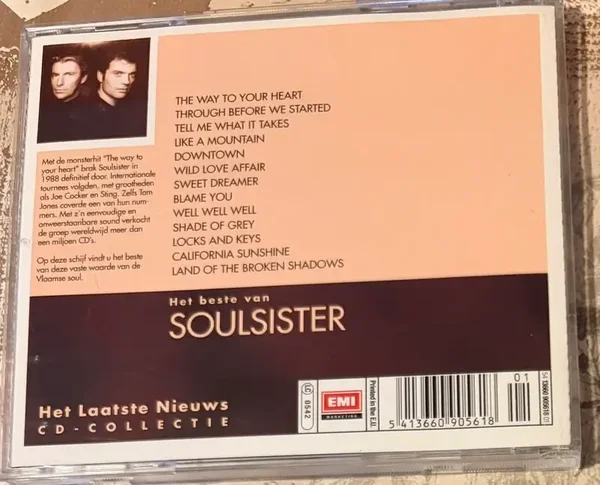 THE WAY TO YOUR HEART
THROUGH BEFORE WE STARTED
TELL ME WHAT IT TAKES
LIKE A MOUNTAIN
DOWNTOWN
WILD LOVE AFFAIR
SWEET DREAMER
BLAME YOU
WELL WELL WELL
SHADE OF GREY
LOCKS AND KEYS
CALIFORNIA SUNSHINE
LAND OF THE BROKEN SHADOWS
Met de monsterhit "The way to
your heart" brak Soulsister in
1988 definitief door. Internationale
tournees volgden, met grootheden
als Joe Cocker en Sting. Zelfs Tom
Jones coverde een van hun num-
mers. Met z'n eenvoudige en
onweerstaanbare sound verkocht
de groep wereldwijd meer dan
een miljoen CD's.
Op deze schijf vindt u het beste
van deze vaste waarde van de
Vlaamse soul.
Het beste van
SOULSISTER
Het Laatste Nieuws
CD-COLLECTIE
LC 0542
EMI
MARKETING
Printed in the E.U.
01
5 413660 905618
5413660 905618 01